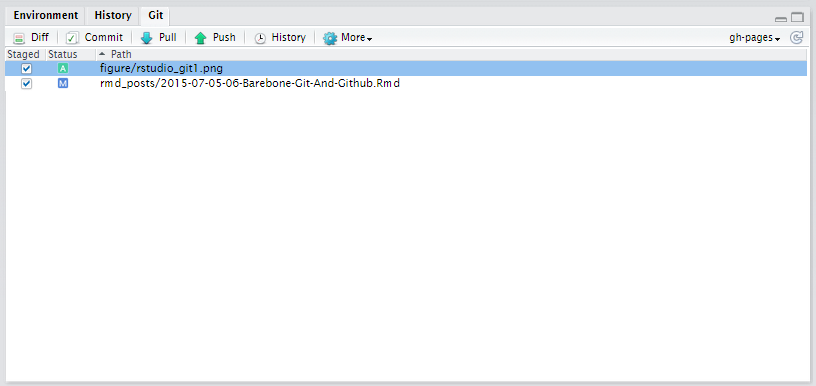 Environment History Git
Diff Commit Pull Push History More gh-pages
Staged Status Path
A figure/rstudio_git1.png
M rmd_posts/2015-07-05-06-Barebone-Git-And-Github.Rmd